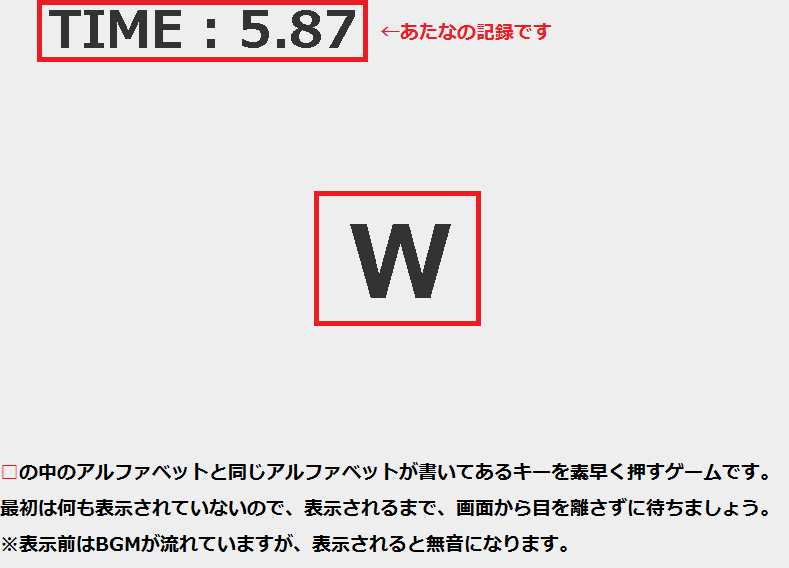 TIME : 5.87 ←あたなの記録です
W
□の中のアルファベットと同じアルファベットが書いてあるキーを素早く押すゲームです。
最初は何も表示されていないので、表示されるまで、画面から目を離さずに待ちましょう。
※表示前はBGMが流れていますが、表示されると無音になります。